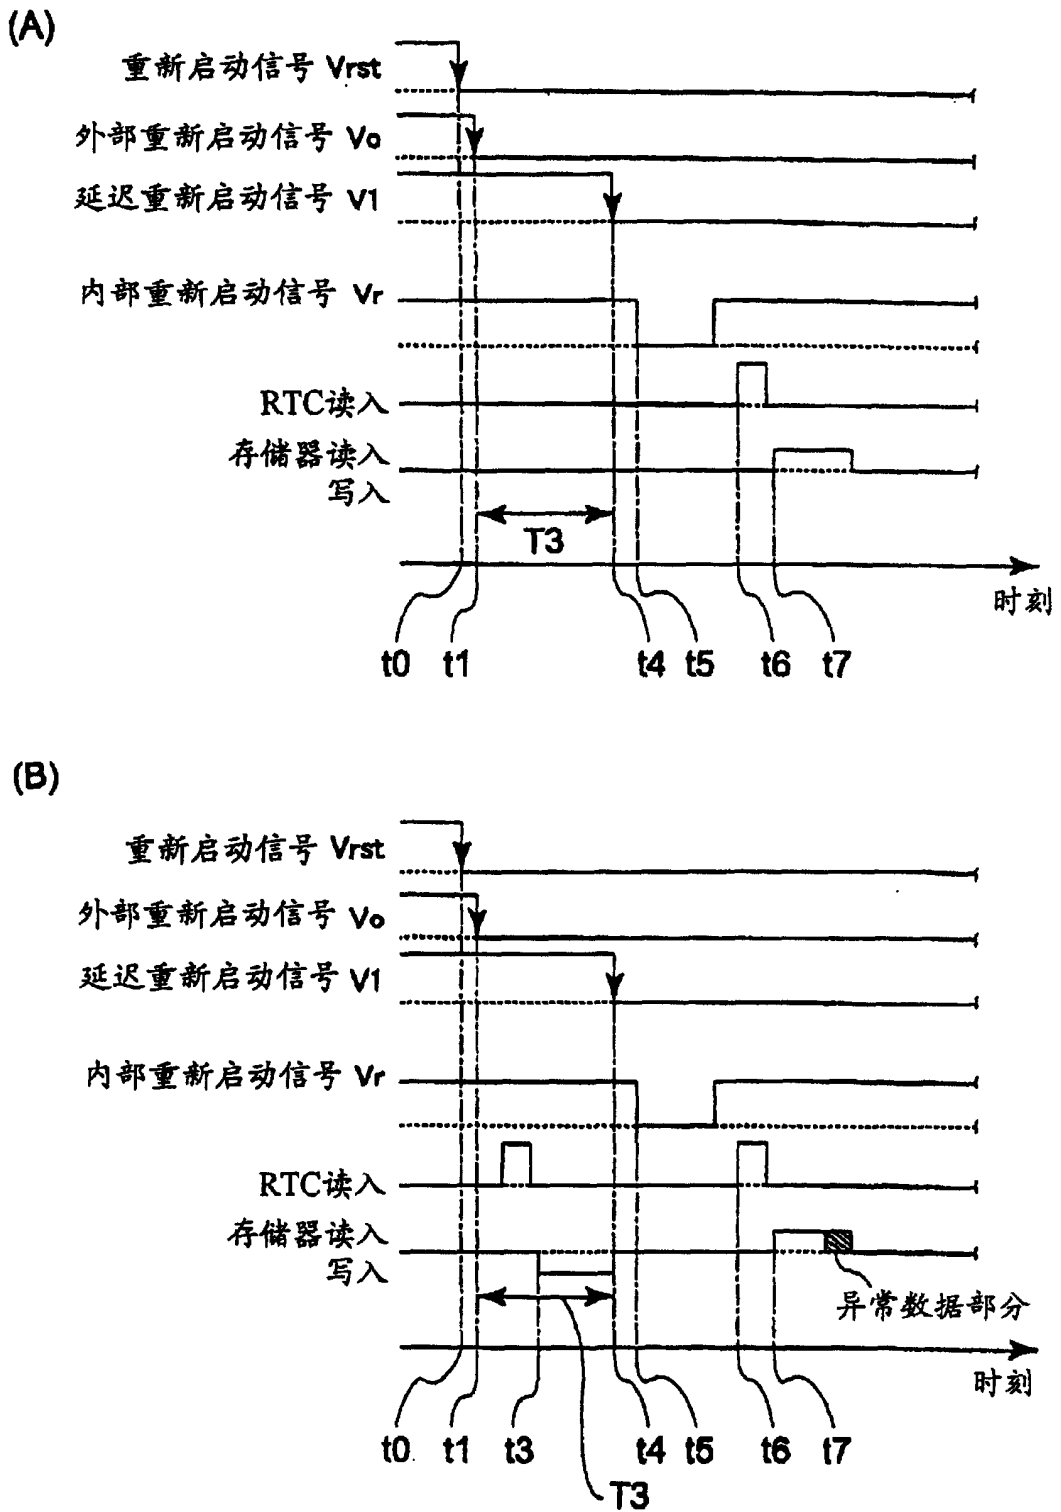 (A)
重新启动信号 Vrst
外部重新启动信号 Vo
延迟重新启动信号 V1
内部重新启动信号 Vr
RTC读入
存储器读入
写入
T3
时刻
t0 t1 t4 t5 t6 t7
(B)
重新启动信号 Vrst
外部重新启动信号 Vo
延迟重新启动信号 V1
内部重新启动信号 Vr
RTC读入
存储器读入
写入
异常数据部分
时刻
t0 t1 t3 t4 t5 t6 t7
T3